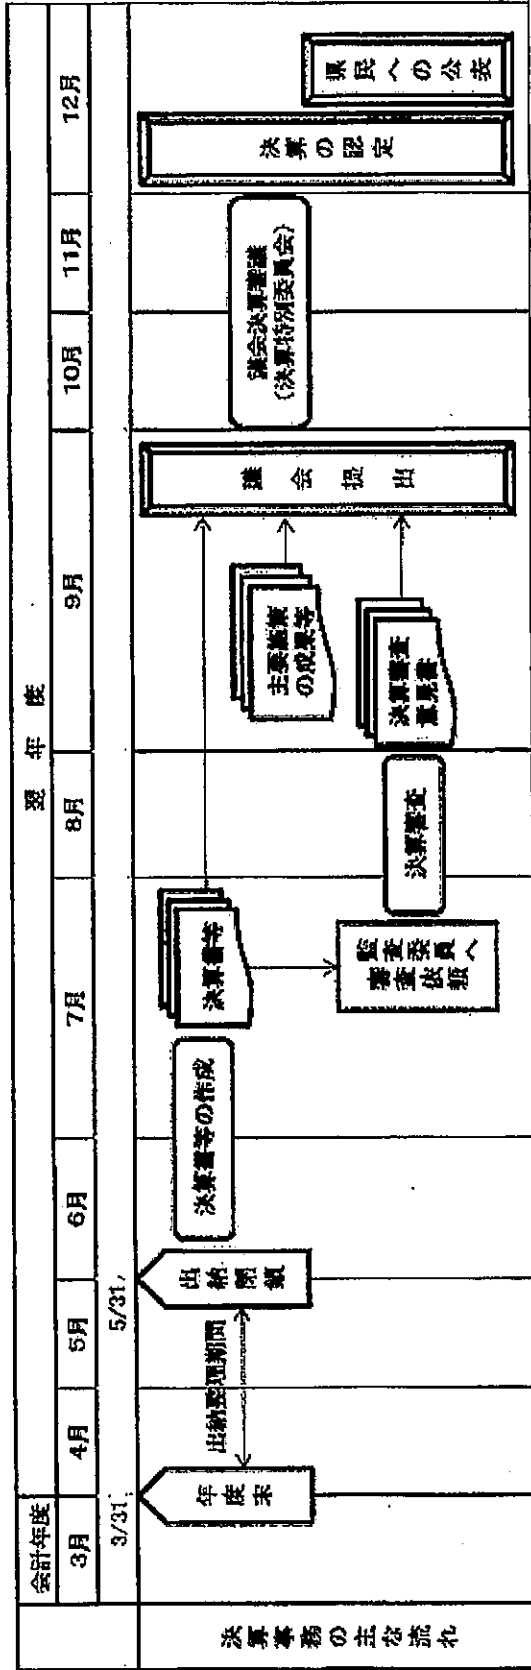 会計年度
翌年度
3月
4月
5月
6月
7月
8月
9月
10月
11月
12月
3/31
5/31
決算事務の主な流れ
年度末
出納整理期間
出納閉鎖
決算書等の作成
決算書等
監査委員へ
審査依頼
決算審査
決算審査
意見書
主要施策
の成果等
議会提出
議会決算審議
(決算特別委員会)
決算の認定
県民への公表